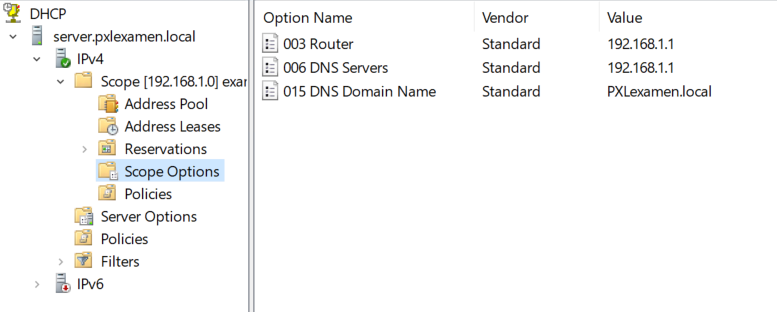 DHCP
server.pxlexamen.local
IPv4
Scope [192.168.1.0] exa
Address Pool
Address Leases
Reservations
Scope Options
Policies
Server Options
Policies
Filters
IPv6
Option Name Vendor Value
003 Router Standard 192.168.1.1
006 DNS Servers Standard 192.168.1.1
015 DNS Domain Name Standard PXLexamen.local